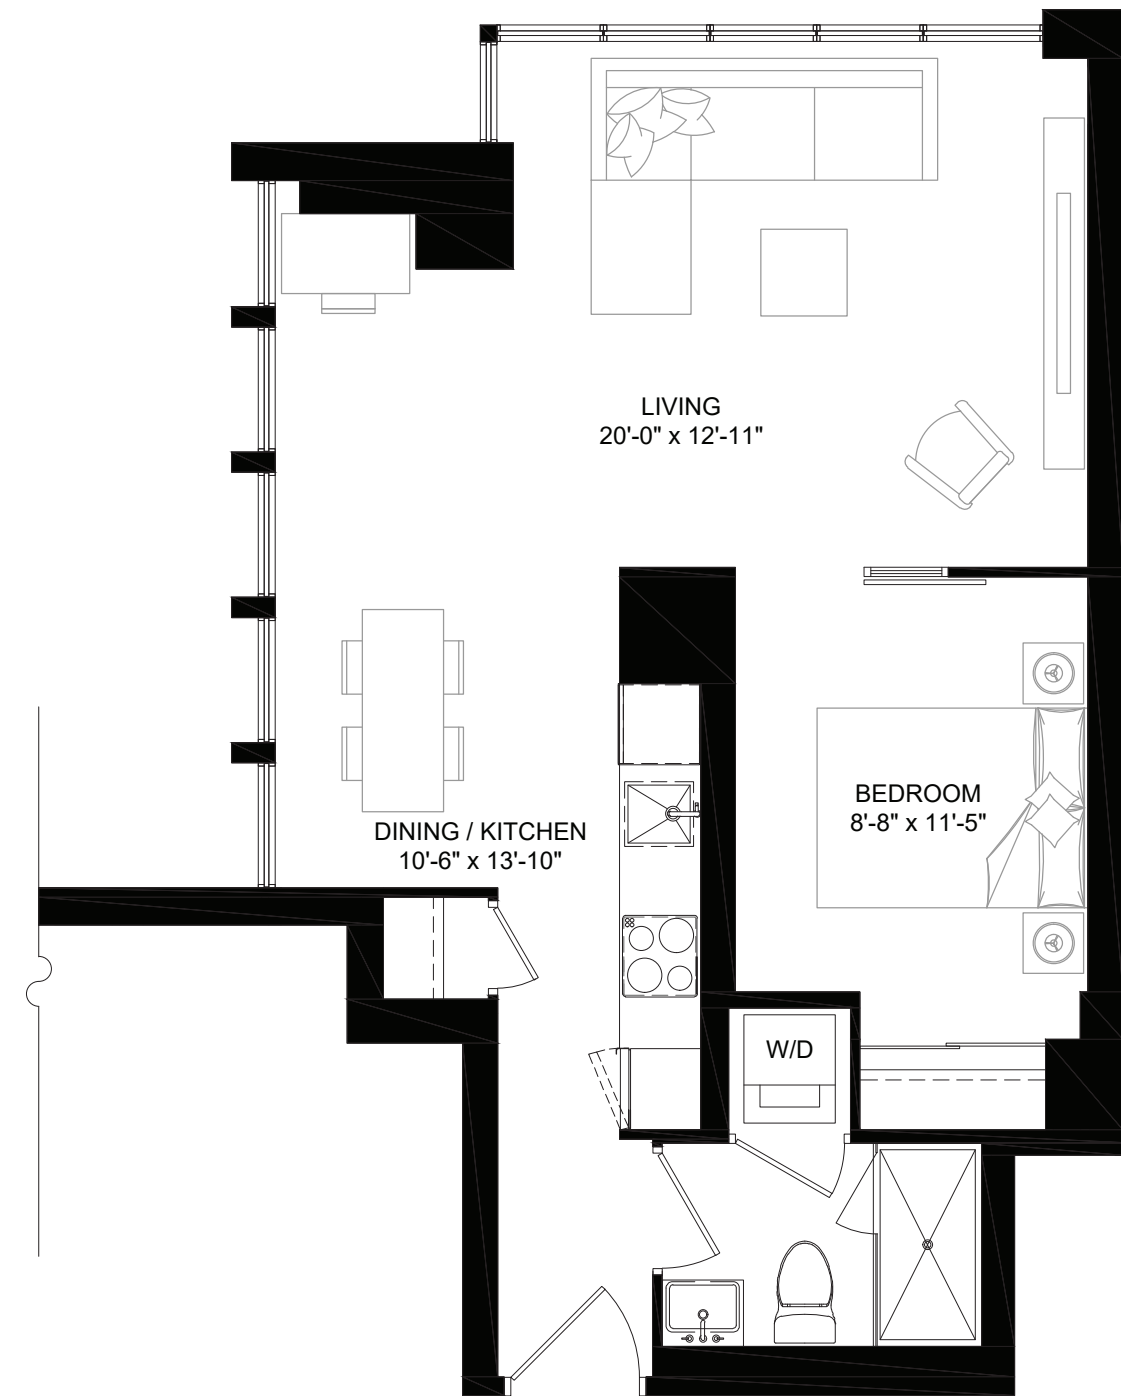 LIVING
20'-0" x 12'-11"
BEDROOM
8'-8" x 11'-5"
DINING / KITCHEN
10'-6" x 13'-10"
W/D